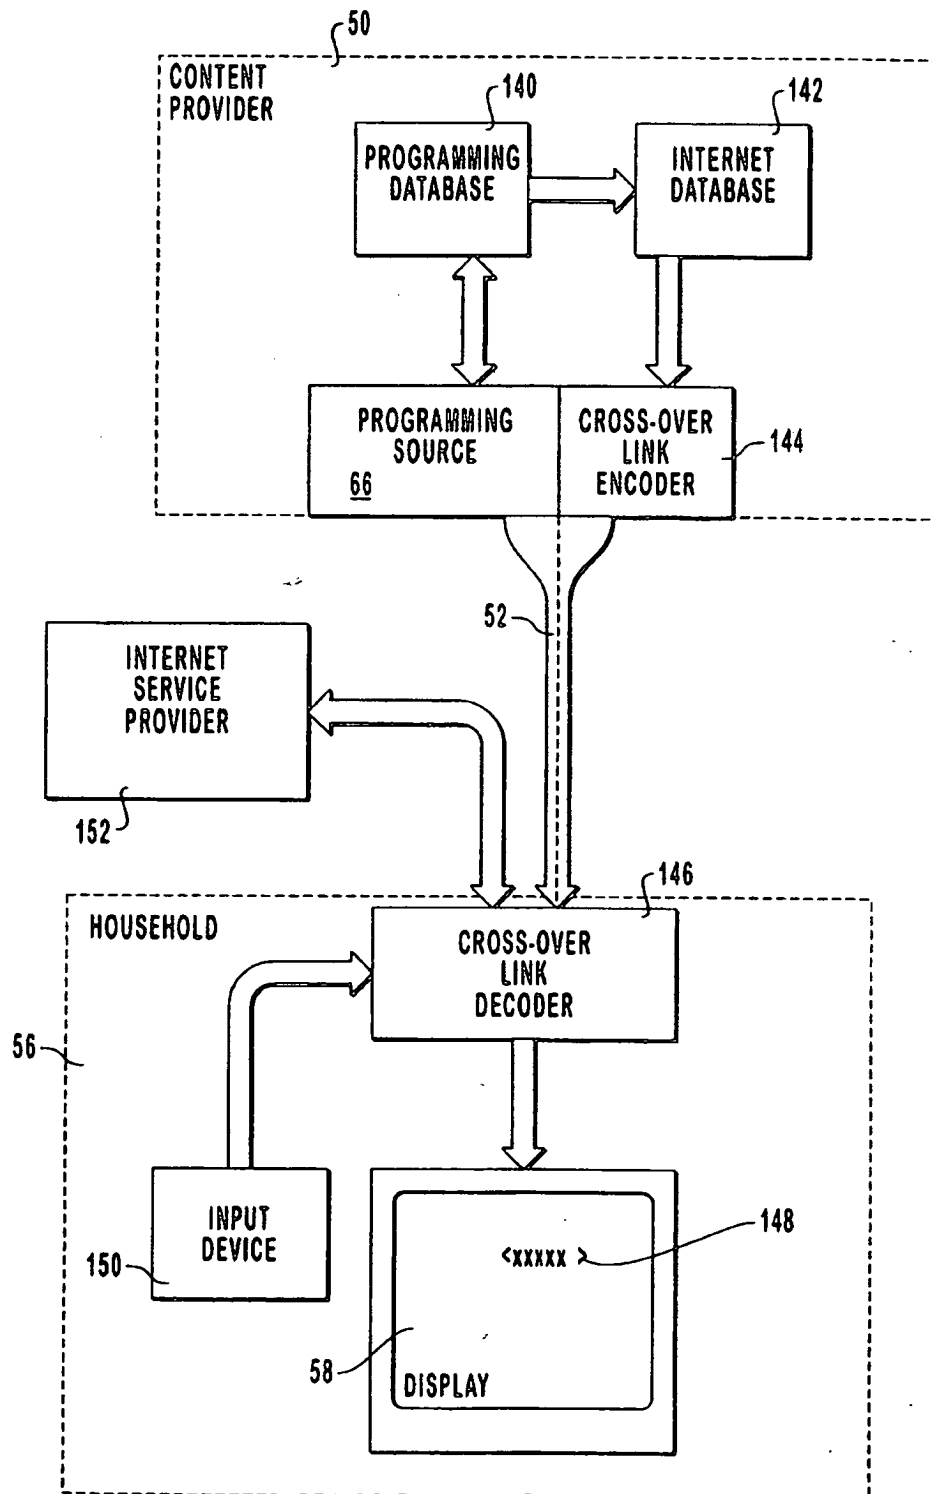 50
CONTENT
PROVIDER
140
142
PROGRAMMING
DATABASE
INTERNET
DATABASE
PROGRAMMING
SOURCE
66
CROSS-OVER
LINK
ENCODER
144
52
INTERNET
SERVICE
PROVIDER
152
146
HOUSEHOLD
CROSS-OVER
LINK
DECODER
56
INPUT
DEVICE
150
<xxxxx >
148
58
DISPLAY